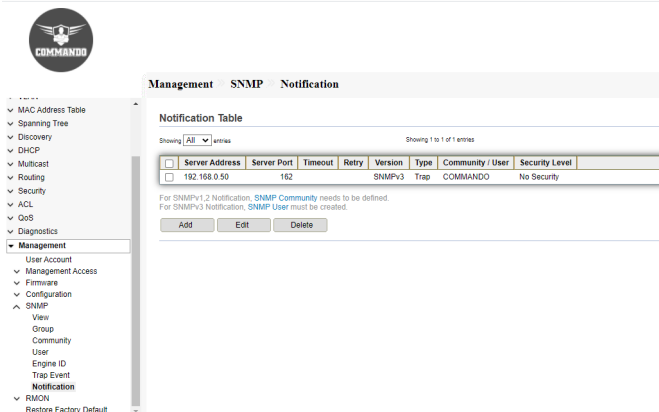 COMMANDO
Management SNMP Notification
MAC Address Table
Spanning Tree
Discovery
DHCP
Multicast
Routing
Security
ACL
QoS
Diagnostics
Management
User Account
Management Access
Firmware
Configuration
SNMP
View
Group
Community
User
Engine ID
Trap Event
Notification
RMON
Restore Factory Default
Notification Table
Showing All entries Showing 1 to 1 of 1 entries
Server Address Server Port Timeout Retry Version Type Community / User Security Level
192.168.0.50 162 SNMPv3 Trap COMMANDO No Security
For SNMPv1,2 Notification, SNMP Community needs to be defined.
For SNMPv3 Notification, SNMP User must be created.
Add Edit Delete